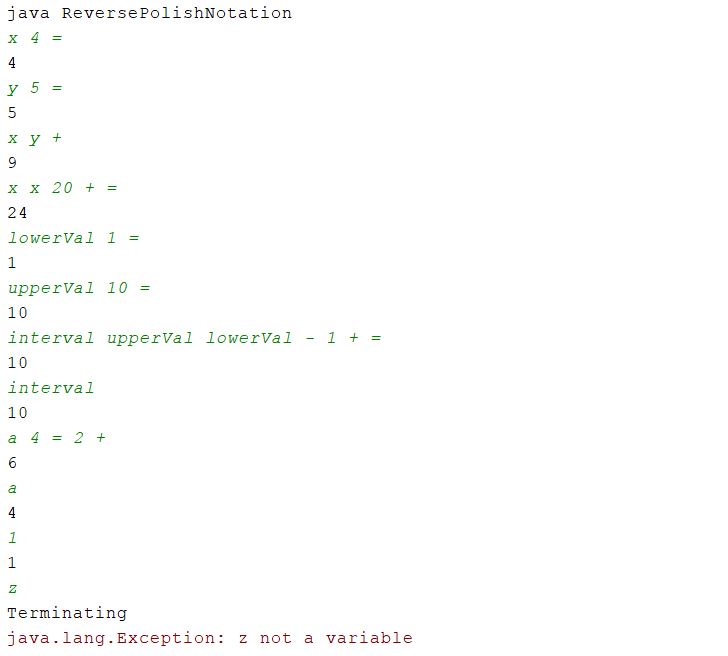 java ReversePolishNotation
x 4 =
4
y 5 =
5
x y +
9
x x 20 + =
24
lowerVal 1 =
1
upperVal 10 =
10
interval upperVal lowerVal - 1 + =
10
interval
10
a 4 = 2 +
6
a
4
1
1
z
Terminating
java.lang.Exception: z not a variable